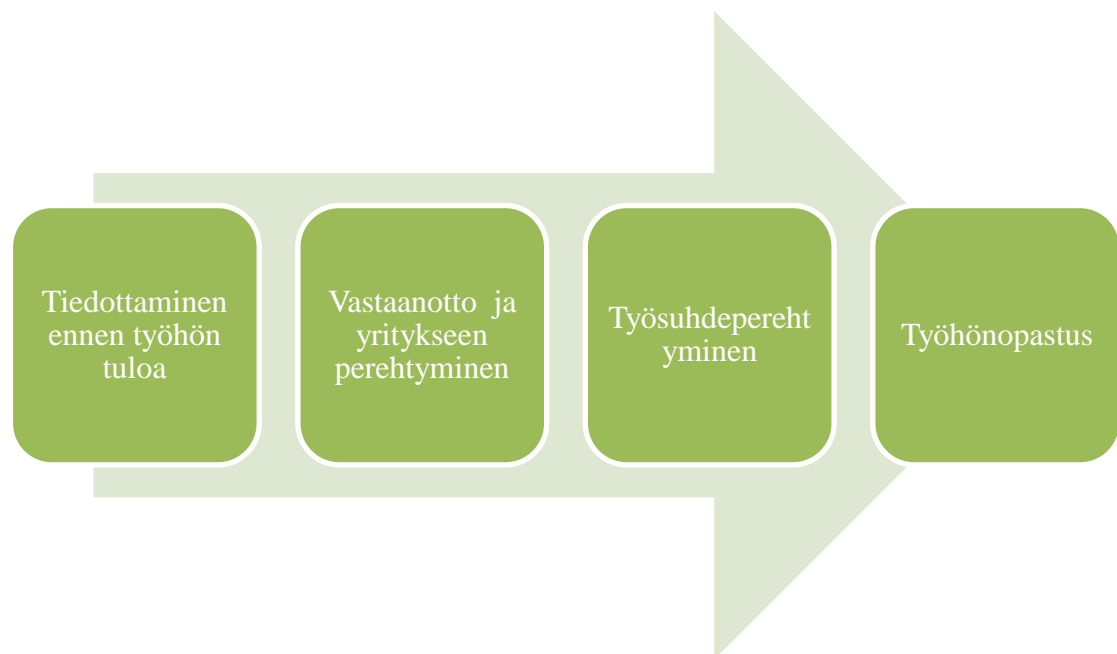 Tiedottaminen
ennen työhön
tuloa
Vastaanotto ja
yritykseen
perehtyminen
Työsuhdepereht
yminen
Työhönopastus